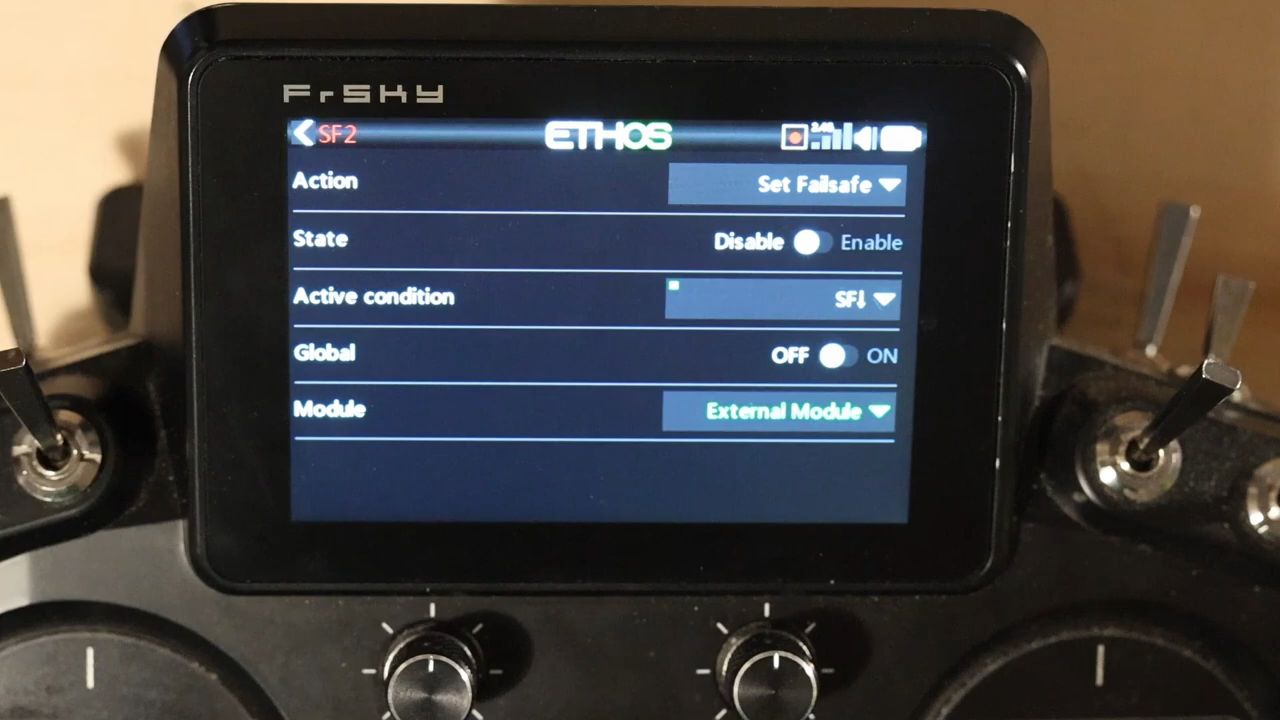 FrSKY
SF2 ETHOS
Action Set Failsafe
State Disable Enable
Active condition SF↓
Global OFF ON
Module External Module